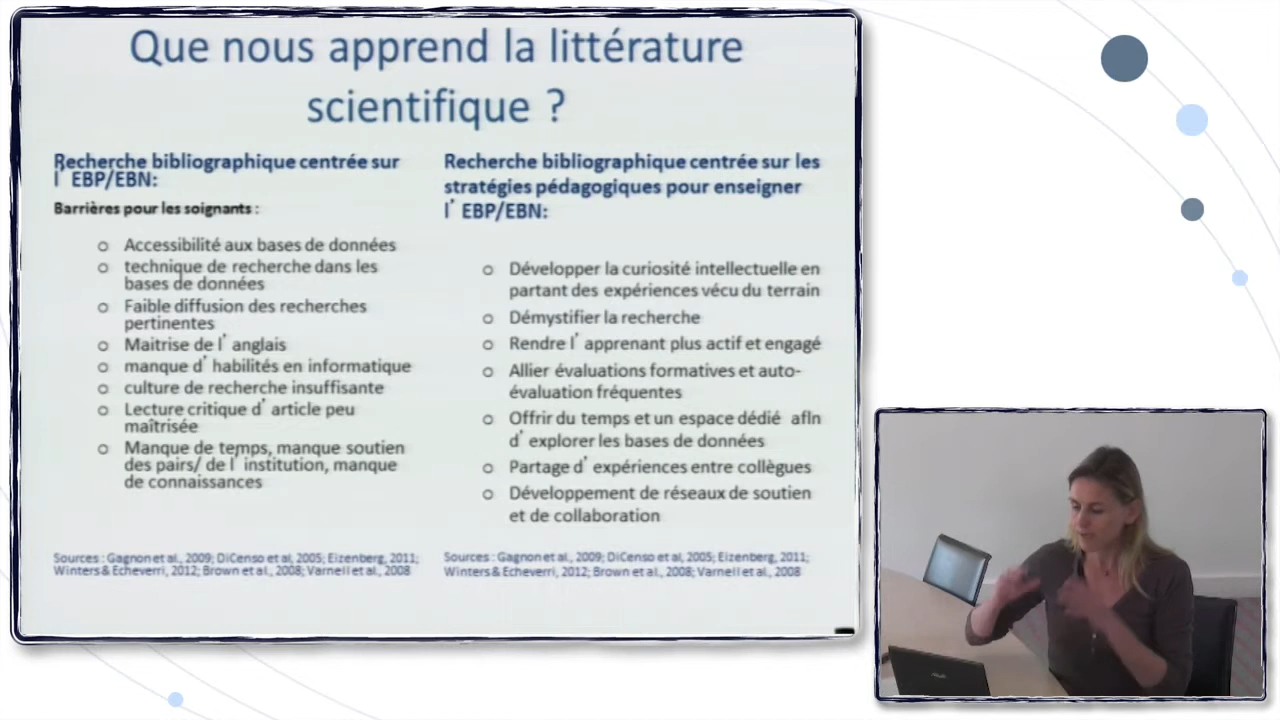 Que nous apprend la littérature
scientifique ?
Recherche bibliographique centrée sur
l' EBP/EBN:
Barrières pour les soignants :
o Accessibilité aux bases de données
o technique de recherche dans les
bases de données
o Faible diffusion des recherches
pertinentes
o Maitrise de l' anglais
o manque d' habilités en informatique
o culture de recherche insuffisante
o Lecture critique d' article peu
maîtrisée
o Manque de temps, manque soutien
des pairs/ de l' institution, manque
de connaissances
Sources : Gagnon et al., 2009; DiCenso et al, 2005; Eizenberg, 2011;
Winters & Echeverri, 2012; Brown et al., 2008; Varnell et al., 2008
Recherche bibliographique centrée sur les
stratégies pédagogiques pour enseigner
l' EBP/EBN:
o Développer la curiosité intellectuelle en
partant des expériences vécu du terrain
o Démystifier la recherche
o Rendre l' apprenant plus actif et engagé
o Allier évaluations formatives et auto-
évaluation fréquentes
o Offrir du temps et un espace dédié afin
d' explorer les bases de données
o Partage d' expériences entre collègues
o Développement de réseaux de soutien
et de collaboration
Sources : Gagnon et al., 2009; DiCenso et al, 2005; Eizenberg, 2011;
Winters & Echeverri, 2012; Brown et al., 2008; Varnell et al., 2008